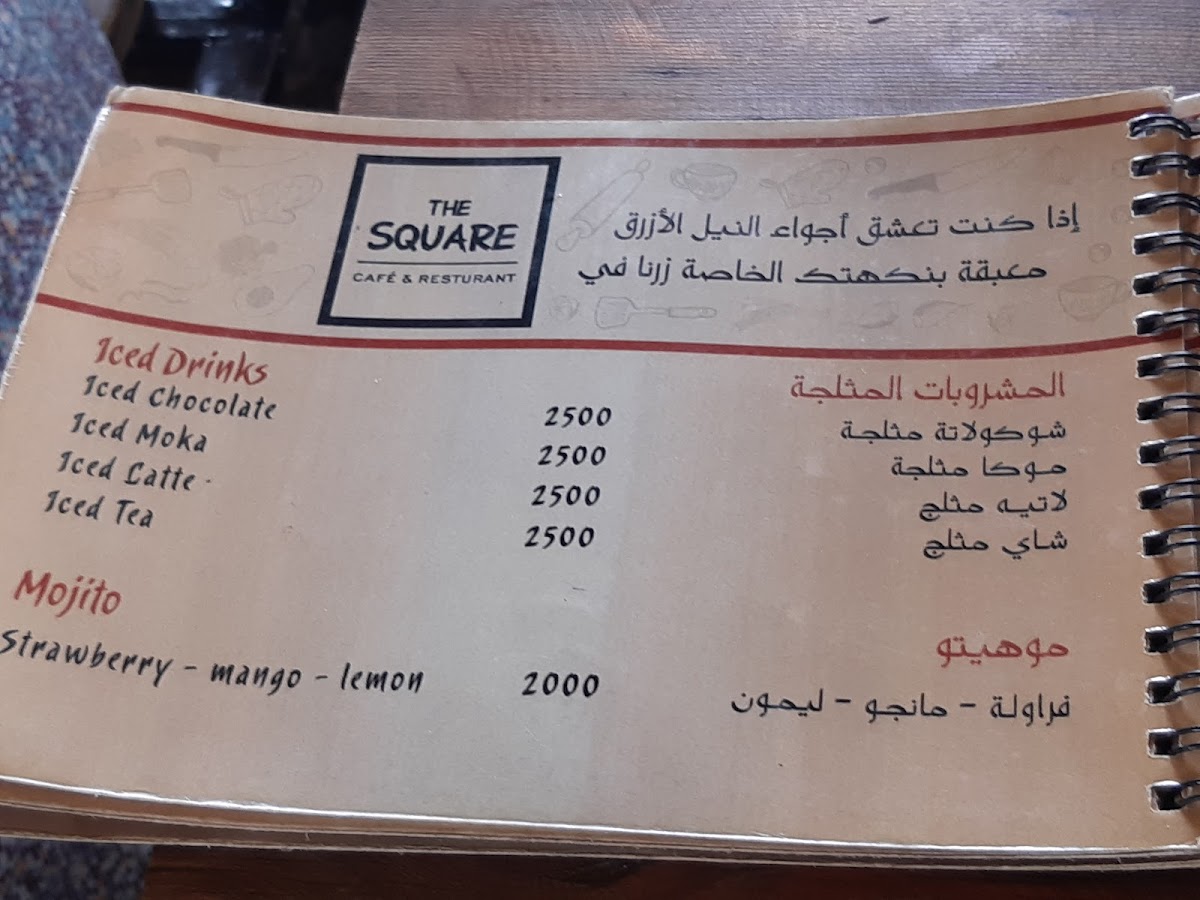 THE
SQUARE
CAFÉ & RESTURANT
إذا كنت تعشق أجواء النيل الأزرق
معبقة بنكهتك الخاصة زرنا في
Iced Drinks
المشروبات المثلجة
Iced Chocolate 2500 شوكولاتة مثلجة
Iced Moka 2500 موكا مثلجة
Iced Latte 2500 لاتيه مثلج
Iced Tea 2500 شاي مثلج
Mojito
موهيتو
Strawberry - mango - lemon 2000 فراولة - مانجو - ليمون